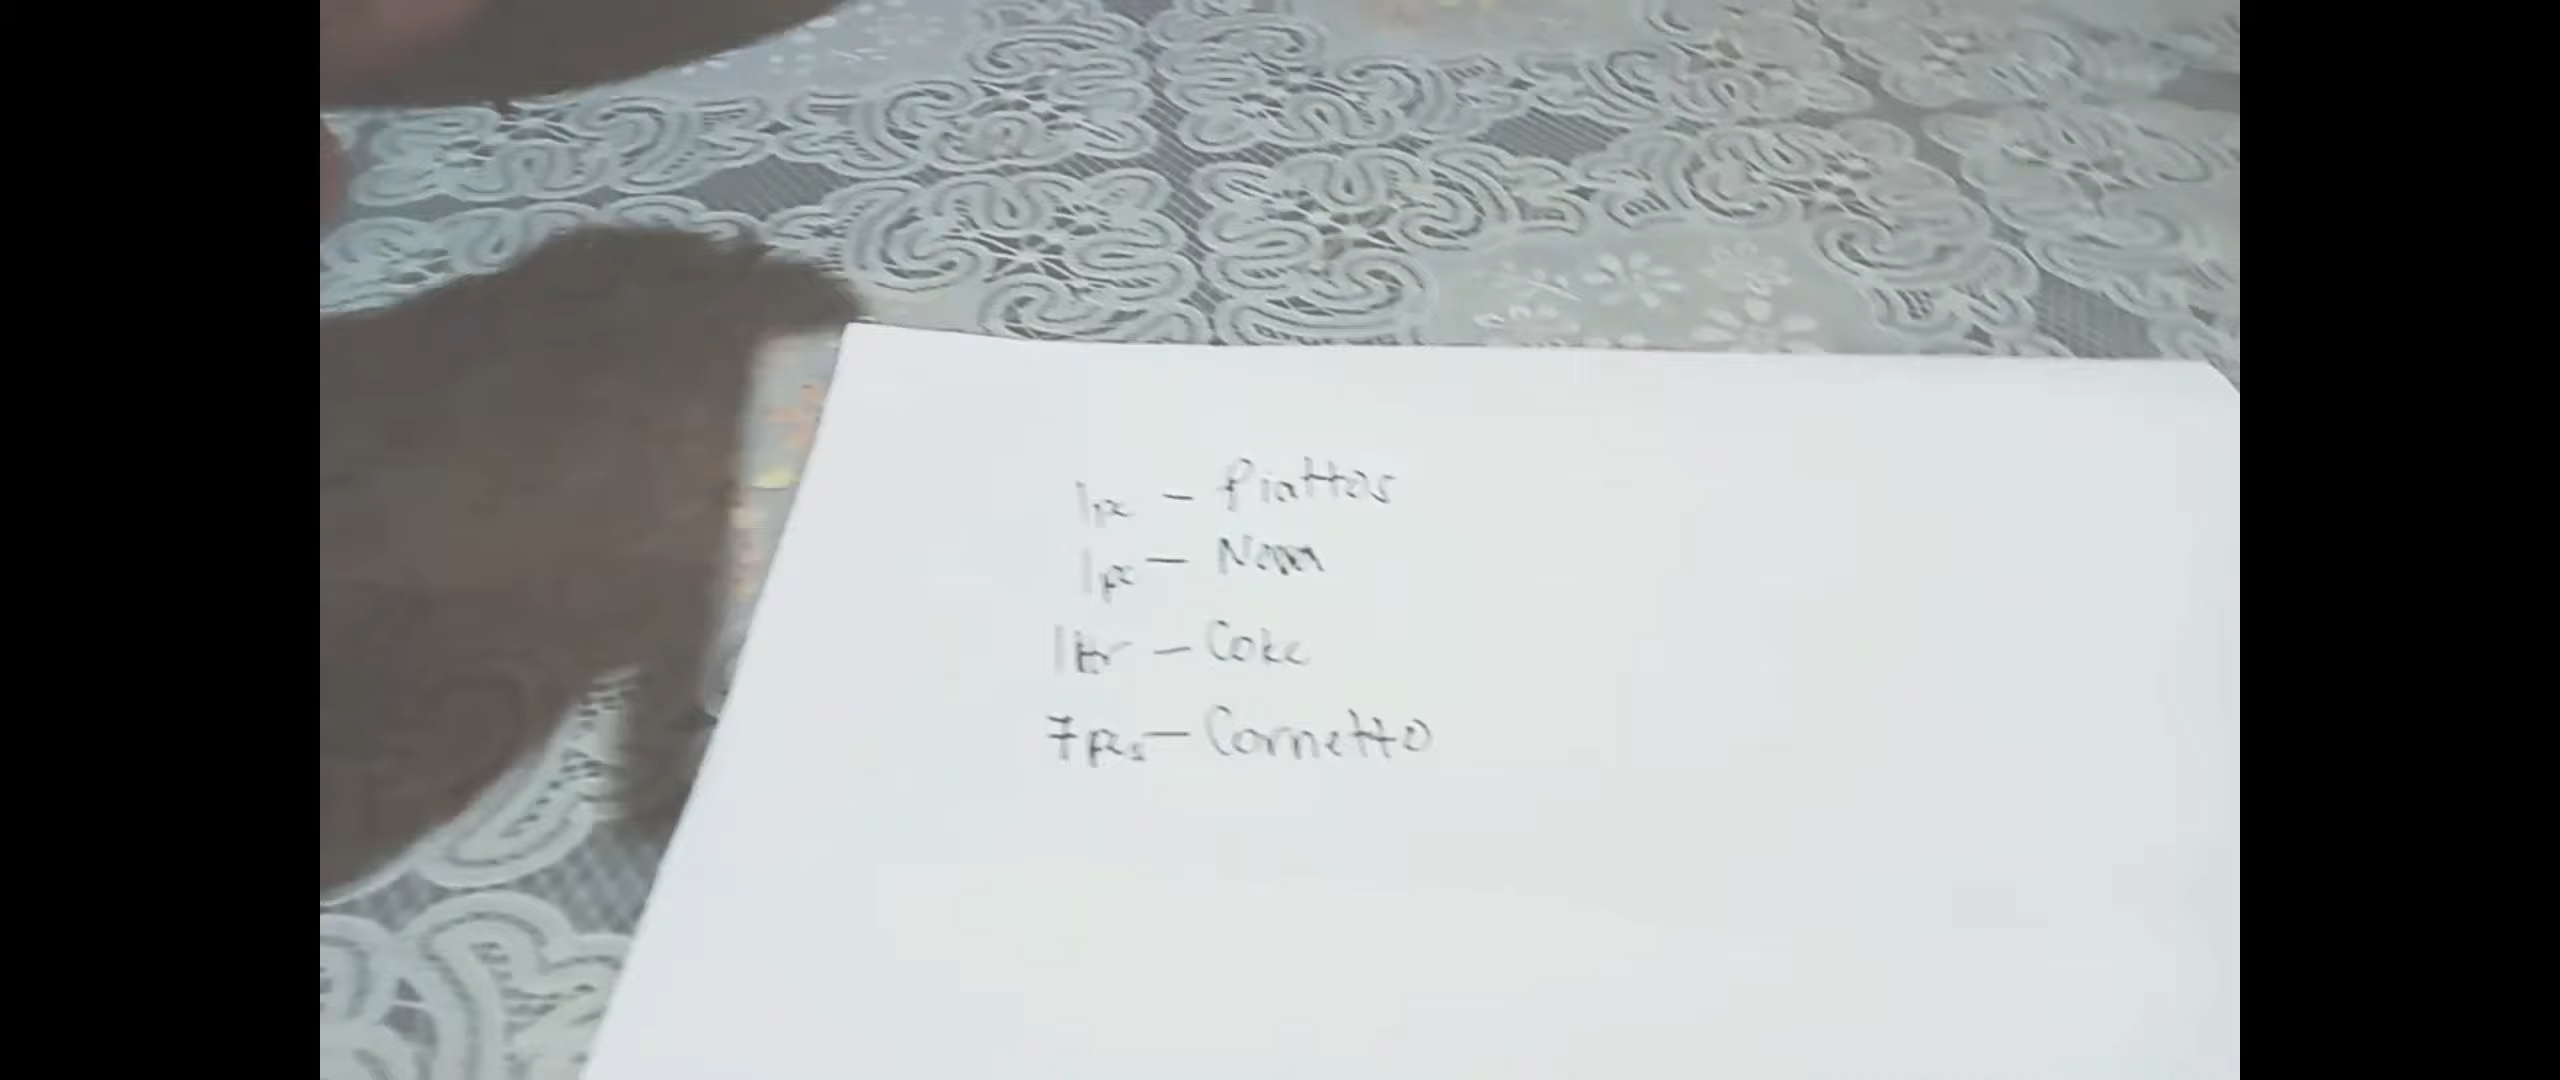 1pc - Piattos
1pc - Nova
1ltr - Coke
7pcs - Cornetto